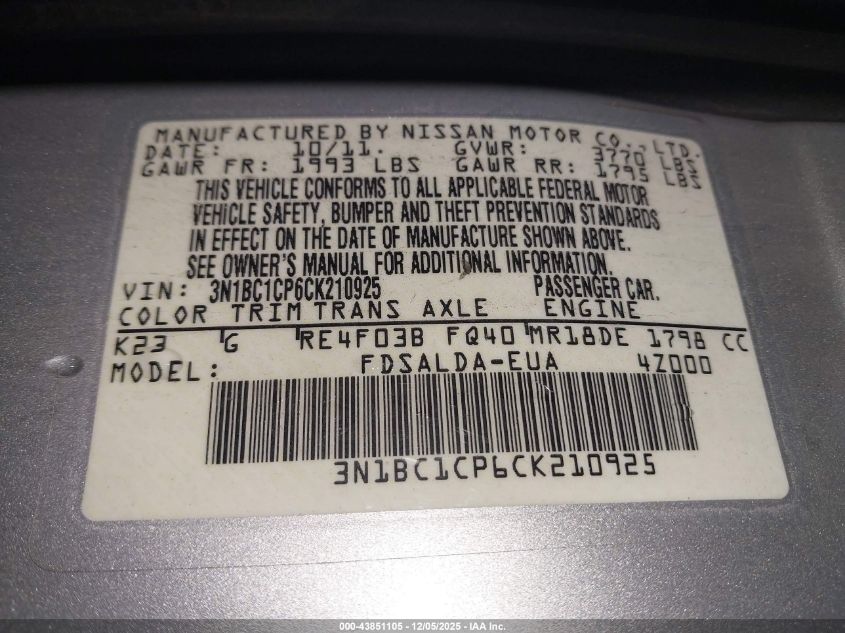 MANUFACTURED BY NISSAN MOTOR CO., LTD.
DATE: 10/11. GVWR: 3770 LBS
GAWR FR: 1993 LBS GAWR RR: 1795 LBS
THIS VEHICLE CONFORMS TO ALL APPLICABLE FEDERAL MOTOR
VEHICLE SAFETY, BUMPER AND THEFT PREVENTION STANDARDS
IN EFFECT ON THE DATE OF MANUFACTURE SHOWN ABOVE.
SEE OWNER'S MANUAL FOR ADDITIONAL INFORMATION.
VIN: 3N1BC1CP6CK210925 PASSENGER CAR.
COLOR TRIM TRANS AXLE ENGINE
K23 G RE4F03B FQ40 MR18DE 1798 CC
MODEL: FDSALDA-EUA 4Z000
3N1BC1CP6CK210925
000-43851105 - 12/05/2025 - IAA Inc.